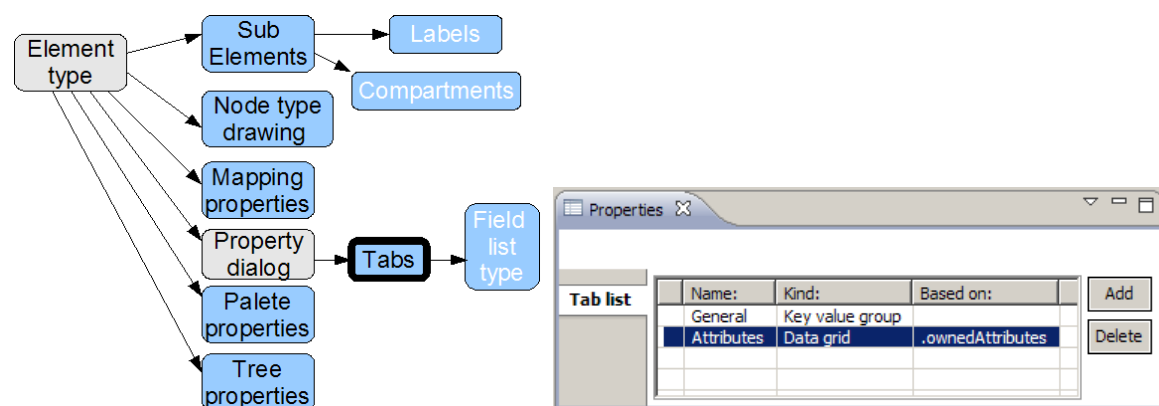 Element
type
Sub
Elements
Labels
Compartments
Node type
drawing
Mapping
properties
Property
dialog
Tabs
Field
list
type
Palete
properties
Tree
properties
Properties
Tab list
Name: Kind: Based on:
General Key value group
Attributes Data grid .ownedAttributes
Add
Delete